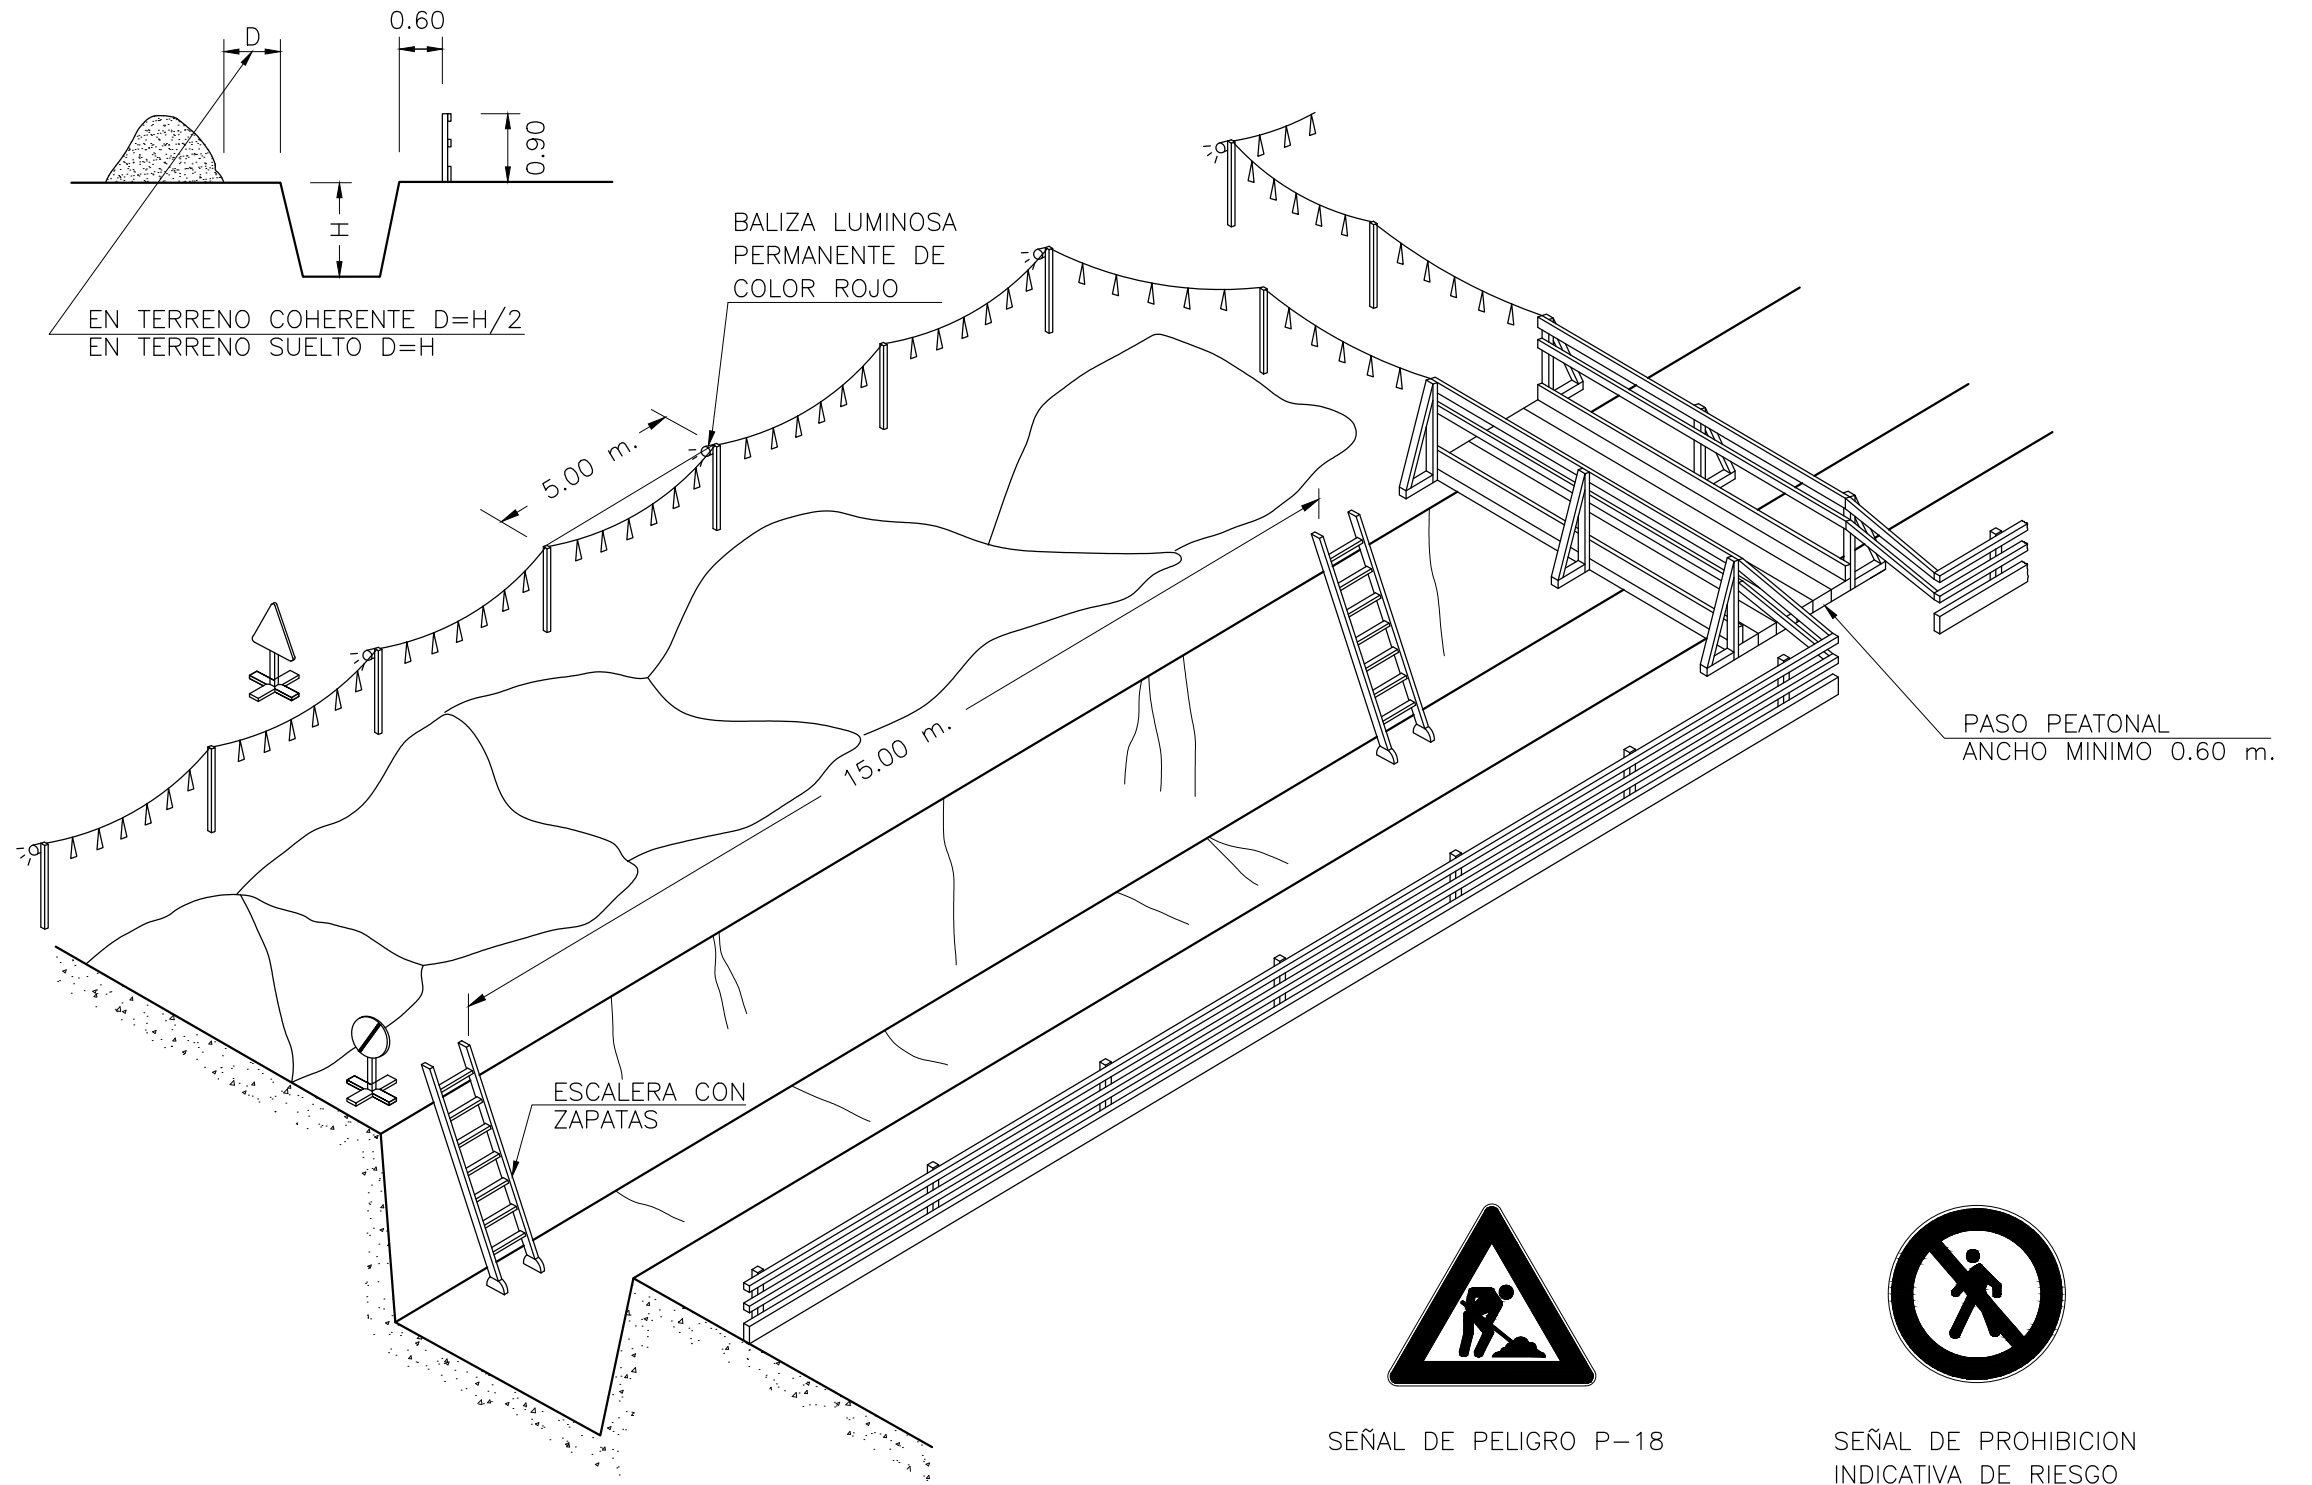 D
0.60
0.90
H
EN TERRENO COHERENTE D=H/2
EN TERRENO SUELTO D=H
BALIZA LUMINOSA
PERMANENTE DE
COLOR ROJO
5.00 m.
15.00 m.
PASO PEATONAL
ANCHO MINIMO 0.60 m.
ESCALERA CON
ZAPATAS
SEÑAL DE PELIGRO P-18
SEÑAL DE PROHIBICION
INDICATIVA DE RIESGO